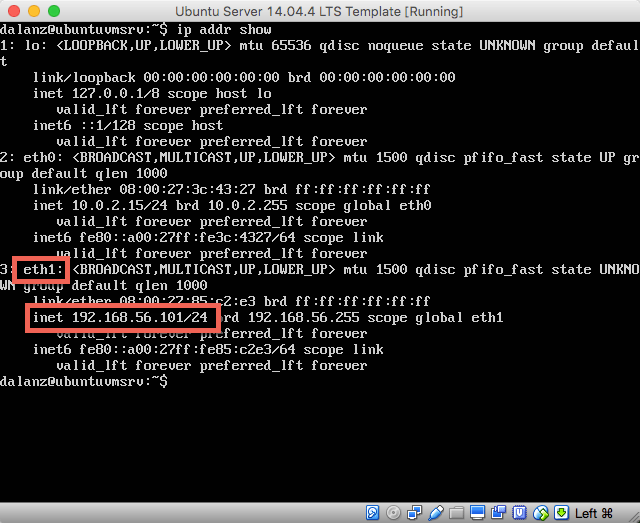 Ubuntu Server 14.04.4 LTS Template [Running]
dalanz@ubuntuvmsrv:~$ ip addr show
1: lo: <LOOPBACK,UP,LOWER_UP> mtu 65536 qdisc noqueue state UNKNOWN group defaul
t
link/loopback 00:00:00:00:00:00 brd 00:00:00:00:00:00
inet 127.0.0.1/8 scope host lo
valid_lft forever preferred_lft forever
inet6 ::1/128 scope host
valid_lft forever preferred_lft forever
2: eth0: <BROADCAST,MULTICAST,UP,LOWER_UP> mtu 1500 qdisc pfifo_fast state UP gr
oup default qlen 1000
link/ether 08:00:27:3c:43:27 brd ff:ff:ff:ff:ff:ff
inet 10.0.2.15/24 brd 10.0.2.255 scope global eth0
valid_lft forever preferred_lft forever
inet6 fe80::a00:27ff:fe3c:4327/64 scope link
valid_lft forever preferred_lft forever
3: eth1: <BROADCAST,MULTICAST,UP,LOWER_UP> mtu 1500 qdisc pfifo_fast state UNKNO
WN group default qlen 1000
link/ether 08:00:27:85:c2:e3 brd ff:ff:ff:ff:ff:ff
inet 192.168.56.101/24 brd 192.168.56.255 scope global eth1
valid_lft forever preferred_lft forever
inet6 fe80::a00:27ff:fe85:c2e3/64 scope link
valid_lft forever preferred_lft forever
dalanz@ubuntuvmsrv:~$
Left ⌘